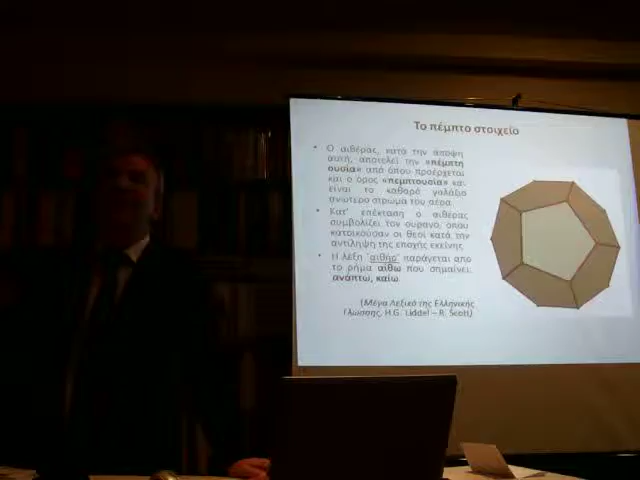 Το πέμπτο στοιχείο
• Ο αιθέρας, κατά την άποψη
αυτή, αποτελεί την «πέμπτη
ουσία» από όπου προέρχεται
και ο όρος «πεμπτουσία» και
είναι το καθαρό γαλάζιο
ανώτερο στρώμα του αέρα.
• Κατ' επέκταση ο αιθέρας
συμβολίζει τον ουρανό, όπου
κατοικούσαν οι θεοί κατά την
αντίληψη της εποχής εκείνης
• Η λέξη 'αιθήρ' παράγεται απο
το ρήμα αίθω που σημαίνει
ανάπτω, καίω.
(Μέγα Λεξικό της Ελληνικής
Γλώσσης, H.G. Liddel – R. Scott)